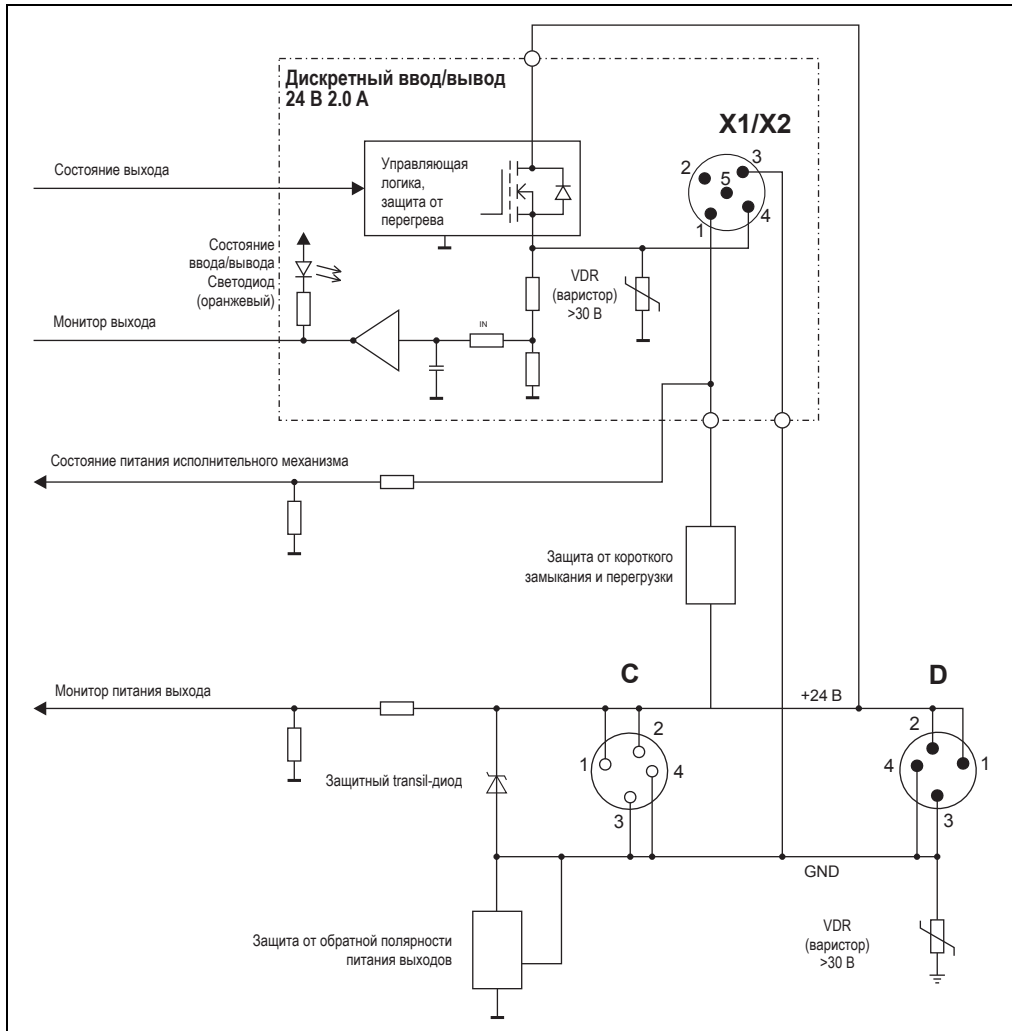 Дискретный ввод/вывод
24 В 2.0 А
X1/X2
Состояние выхода
Управляющая
логика,
защита от
перегрева
2
3
5
1
4
Состояние
ввода/вывода
Светодиод
(оранжевый)
VDR
(варистор)
>30 В
Монитор выхода
IN
Состояние питания исполнительного механизма
Защита от короткого
замыкания и перегрузки
C
D
Монитор питания выхода
+24 В
2
1
4
3
2
4
1
3
Защитный transil-диод
GND
Защита от обратной полярности
питания выходов
VDR
(варистор)
>30 В